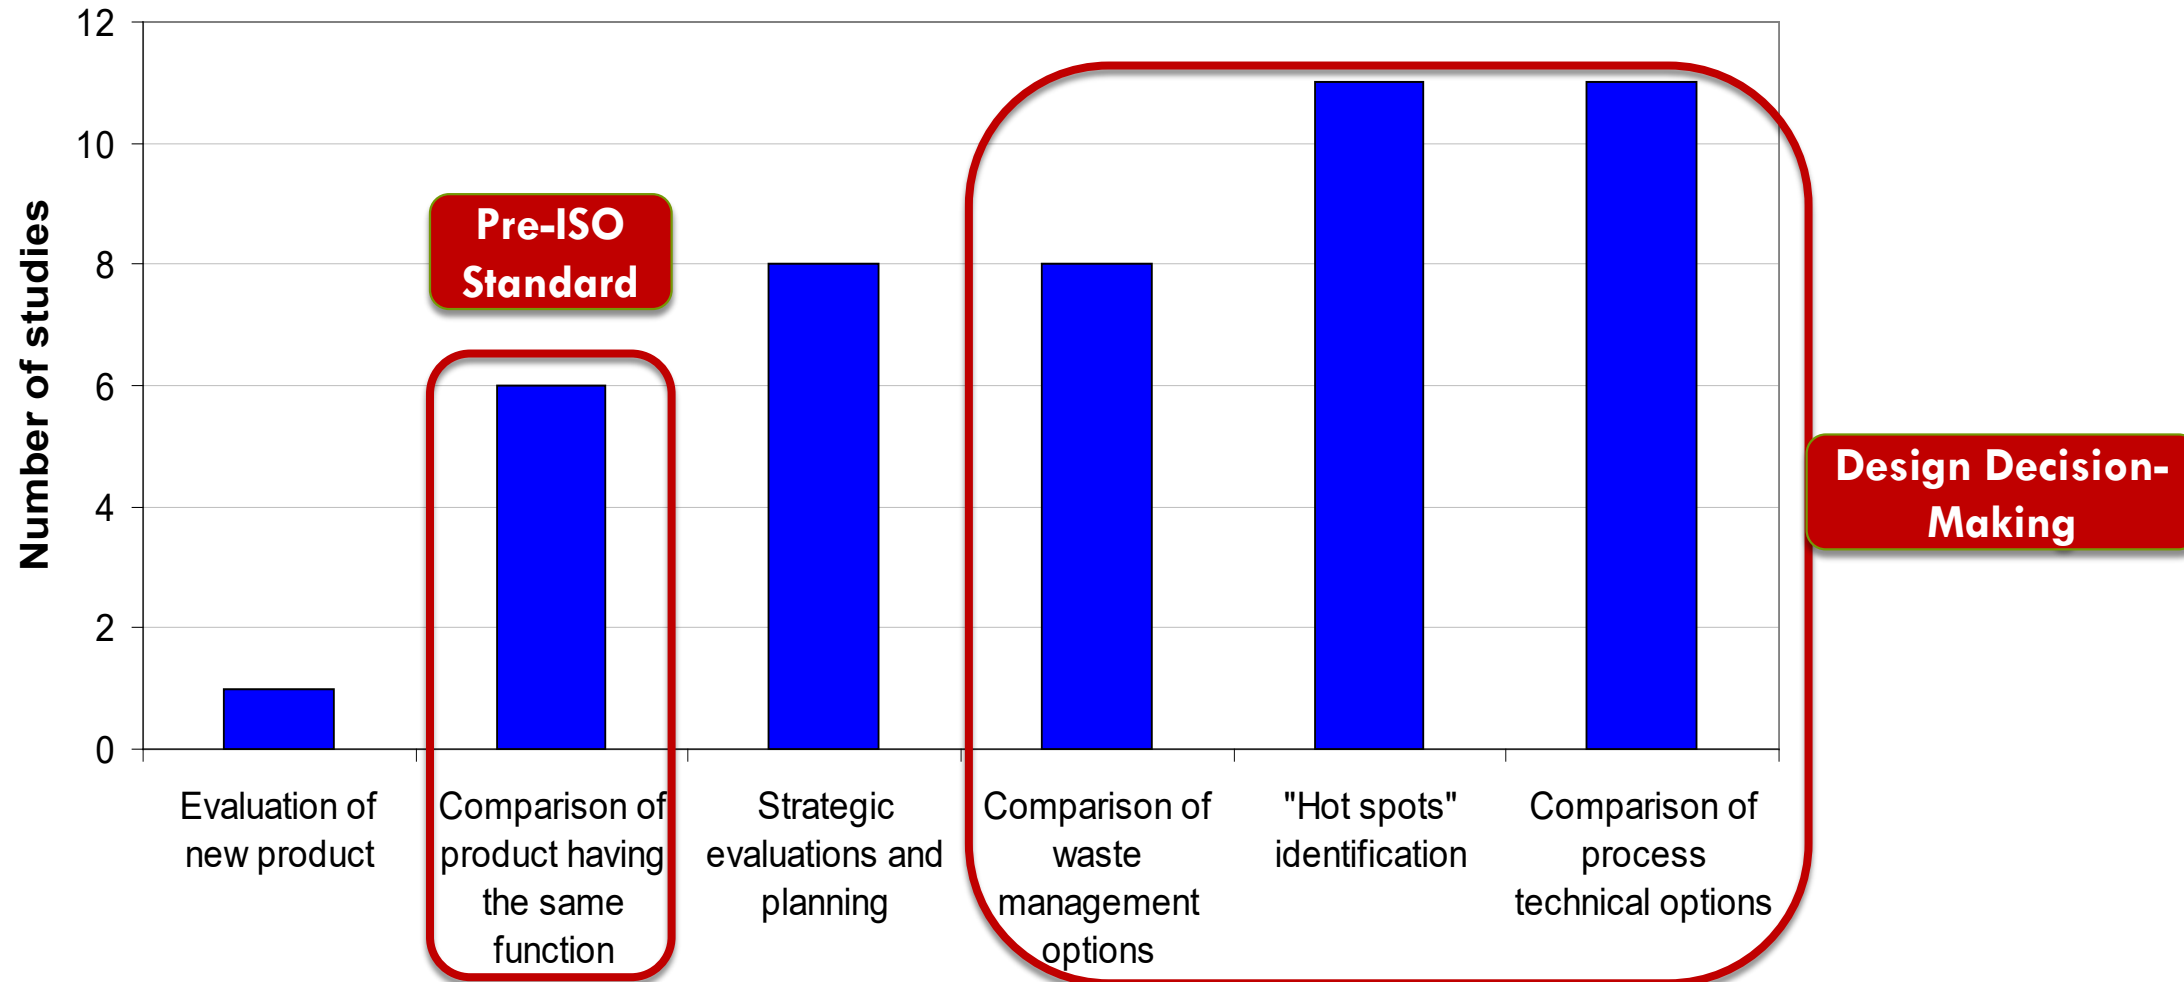 12
10
8
6
4
2
0
Number of studies
Pre-ISO
Standard
Design Decision-
Making
Evaluation of
new product
Comparison of
product having
the same
function
Strategic
evaluations and
planning
Comparison of
waste
management
options
"Hot spots"
identification
Comparison of
process
technical options